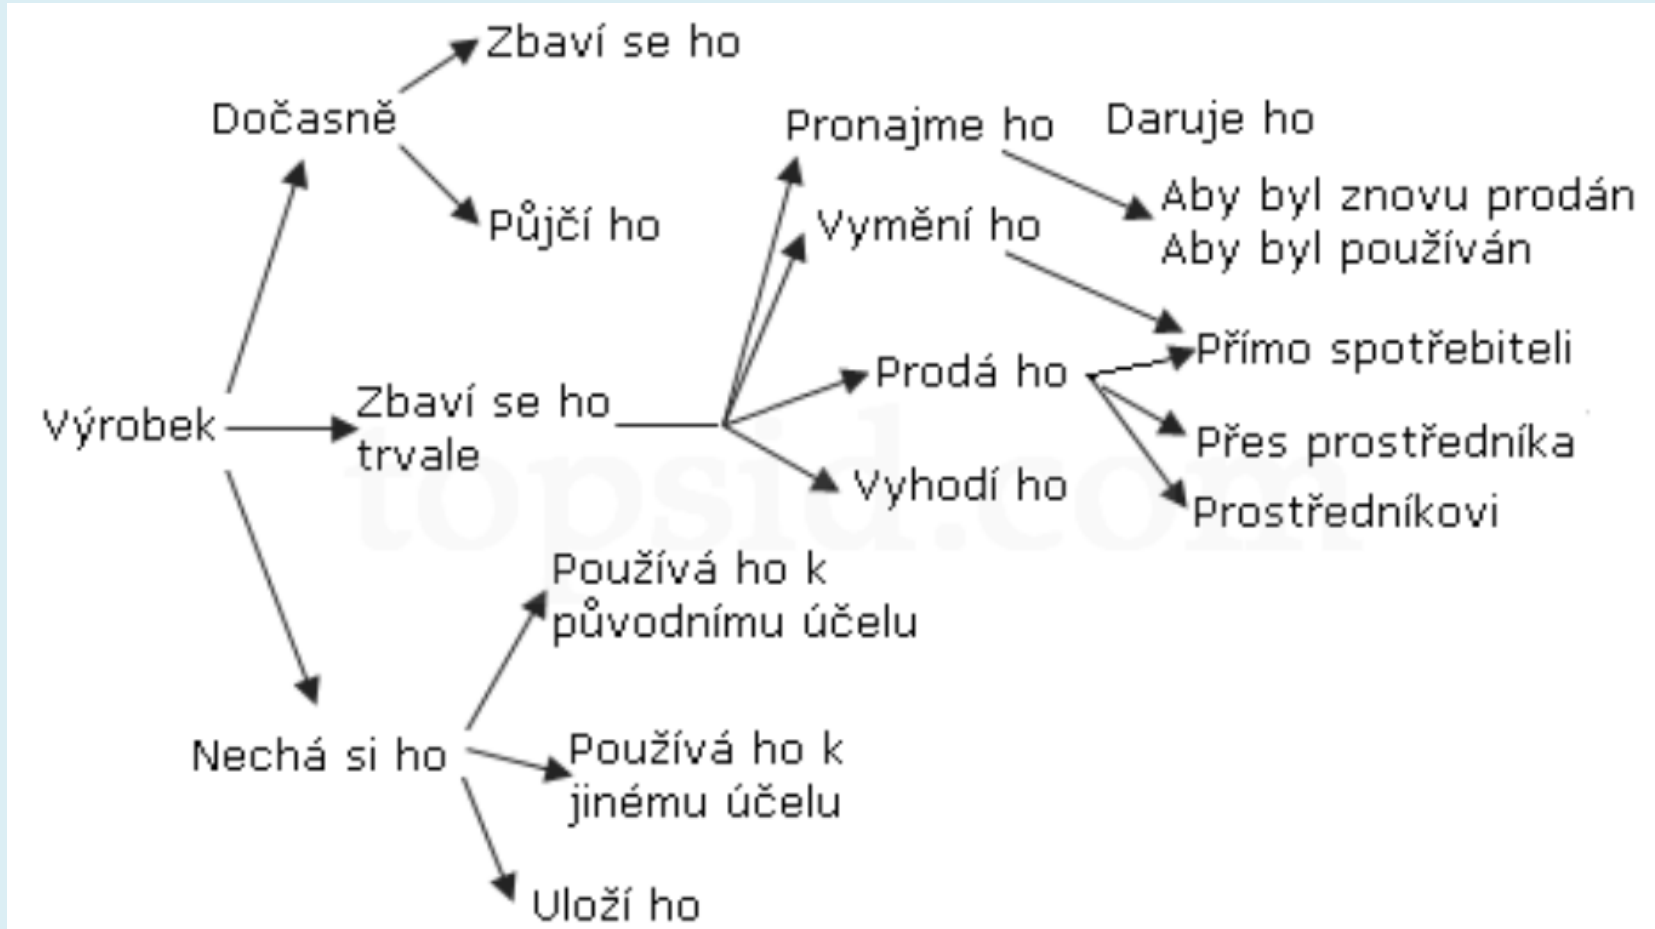 Zbaví se ho
Dočasně
Půjčí ho
Pronajme ho
Daruje ho
Aby byl znovu prodán
Aby byl používán
Vymění ho
Přímo spotřebiteli
Prodá ho
Výrobek
Zbaví se ho
trvale
Přes prostředníka
Vyhodí ho
Prostředníkovi
topsid.com
Používá ho k
původnímu účelu
Nechá si ho
Používá ho k
jinému účelu
Uloží ho